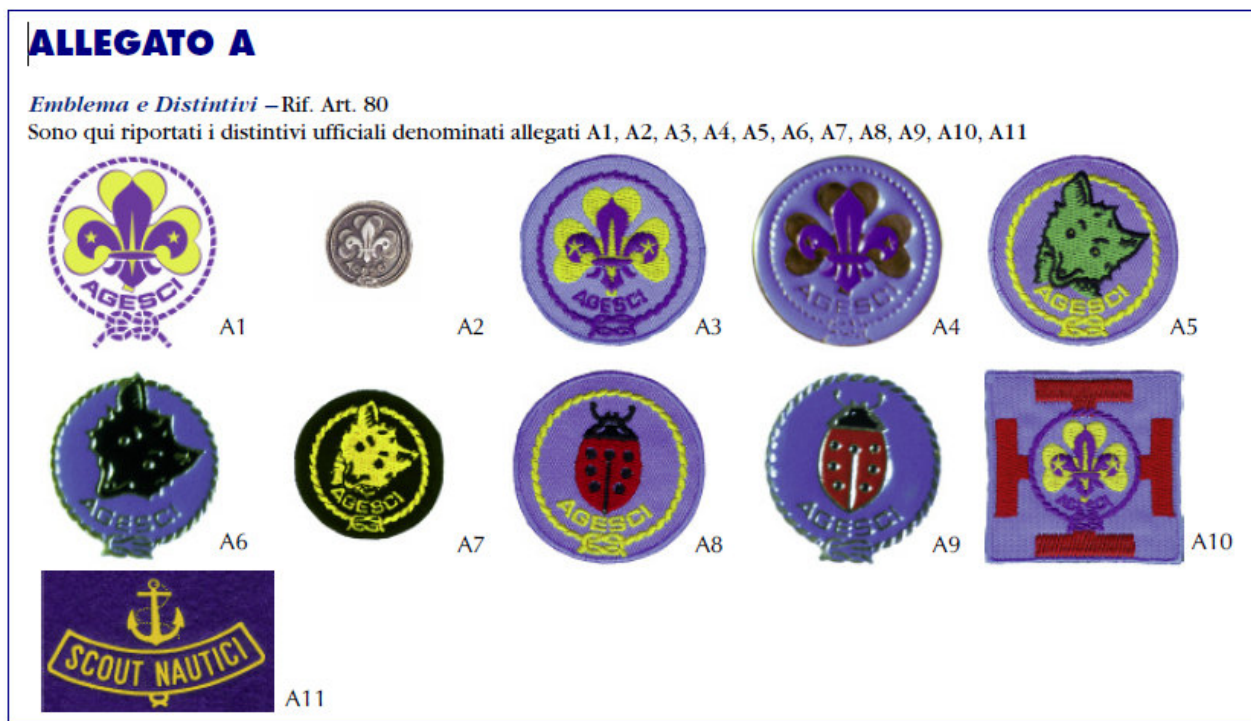 ALLEGATO A
Emblema e Distintivi – Rif. Art. 80
Sono qui riportati i distintivi ufficiali denominati allegati A1, A2, A3, A4, A5, A6, A7, A8, A9, A10, A11
AGESCI
A1
A2
AGESCI
A3
AGESCI
A4
AGESCI
A5
AGESCI
A6
AGESCI
A7
AGESCI
A8
AGESCI
A9
AGESCI
A10
SCOUT NAUTICI
A11